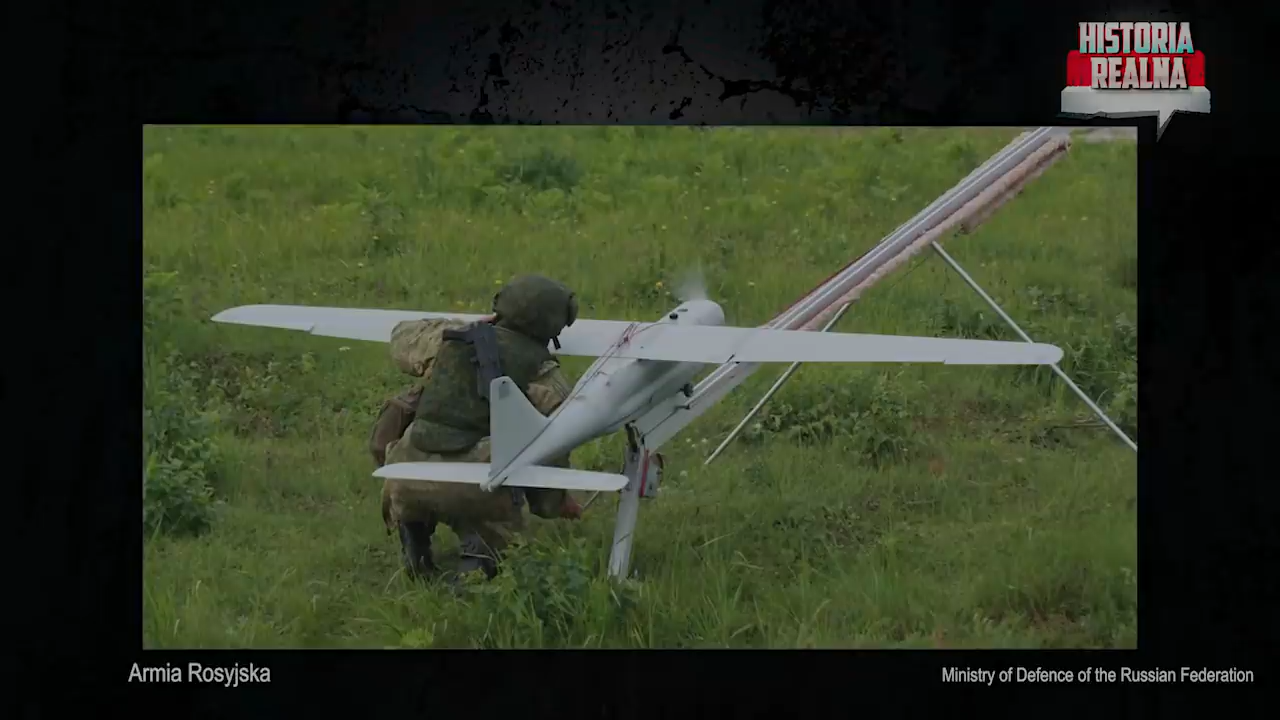 HISTORIA
REALNA
Armia Rosyjska
Ministry of Defence of the Russian Federation